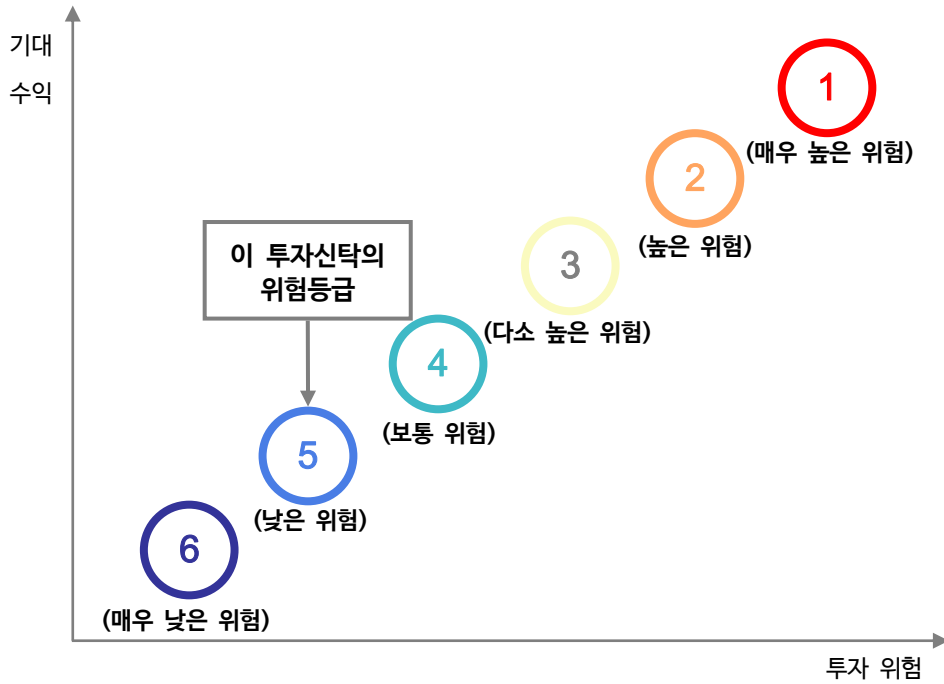 기대
수익
1
(매우 높은 위험)
2
(높은 위험)
이 투자신탁의
위험등급
3
(다소 높은 위험)
4
(보통 위험)
5
(낮은 위험)
6
(매우 낮은 위험)
투자 위험